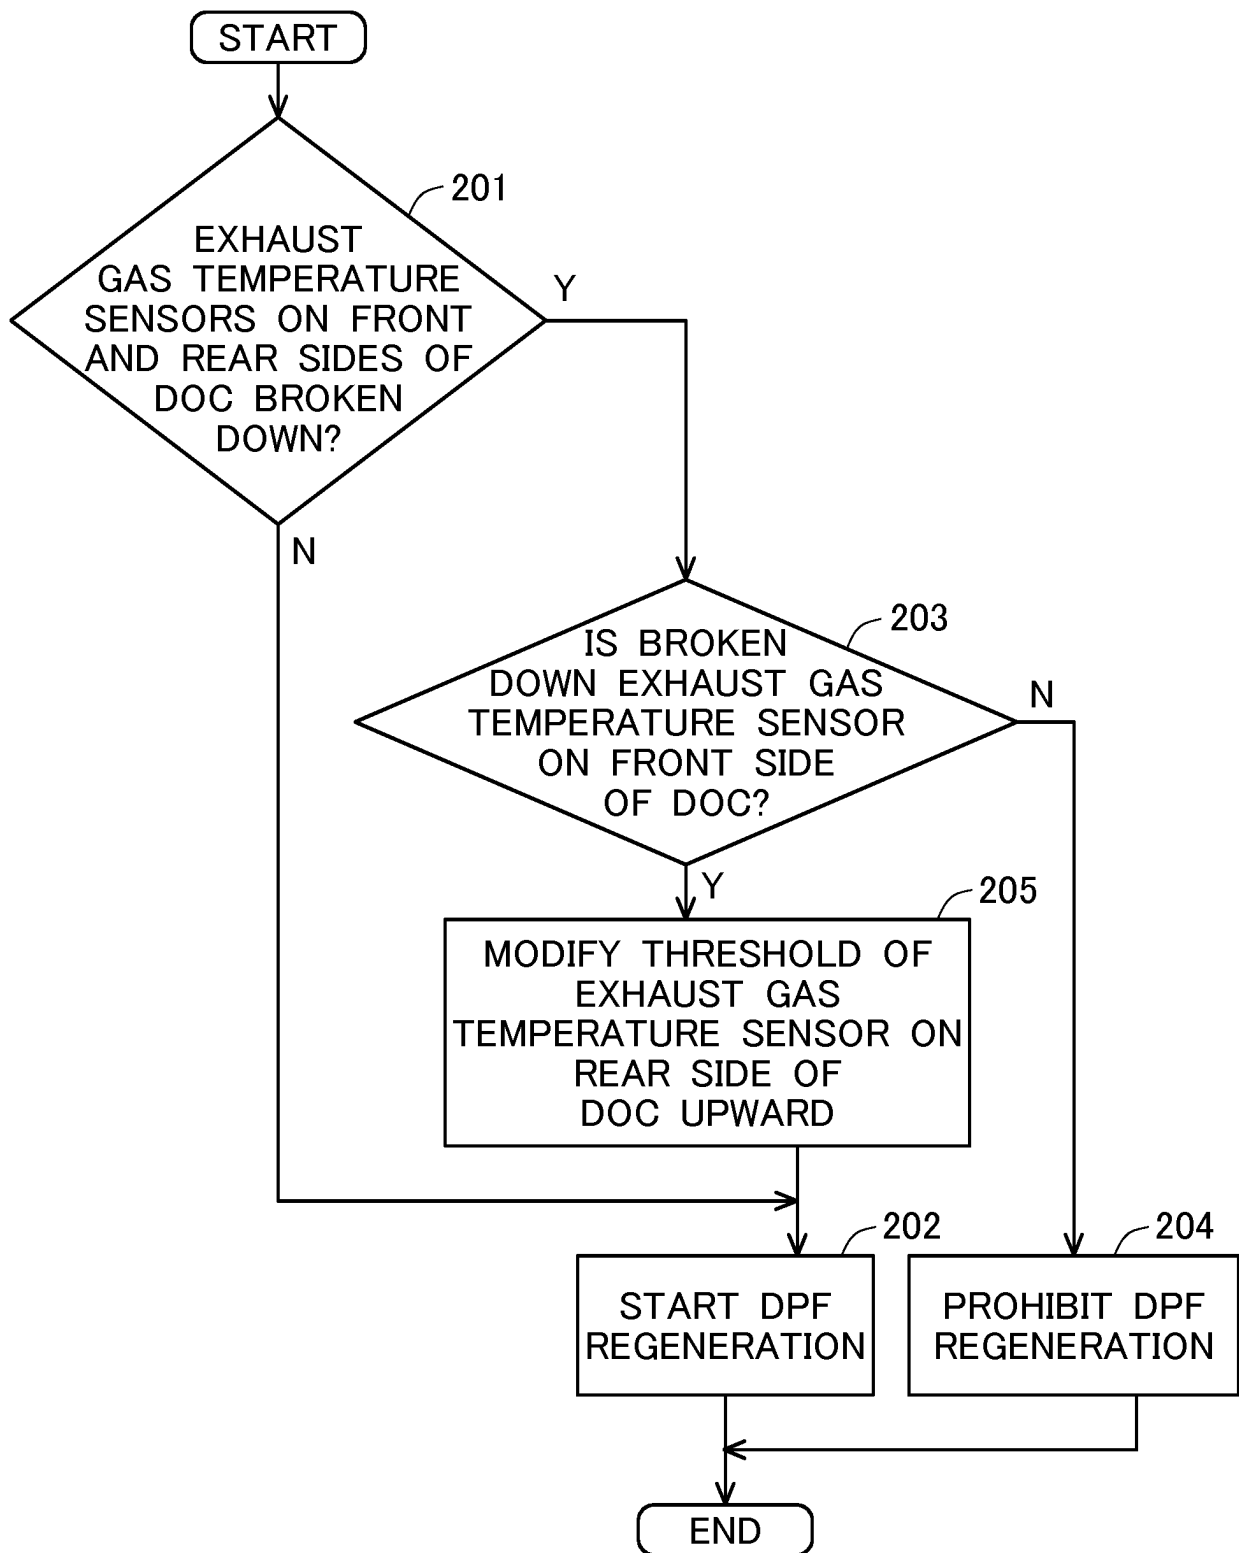 START
201
EXHAUST
GAS TEMPERATURE
SENSORS ON FRONT
AND REAR SIDES OF
DOC BROKEN
DOWN?
Y
N
203
IS BROKEN
DOWN EXHAUST GAS
TEMPERATURE SENSOR
ON FRONT SIDE
OF DOC?
N
Y
205
MODIFY THRESHOLD OF
EXHAUST GAS
TEMPERATURE SENSOR ON
REAR SIDE OF
DOC UPWARD
202
START DPF
REGENERATION
204
PROHIBIT DPF
REGENERATION
END